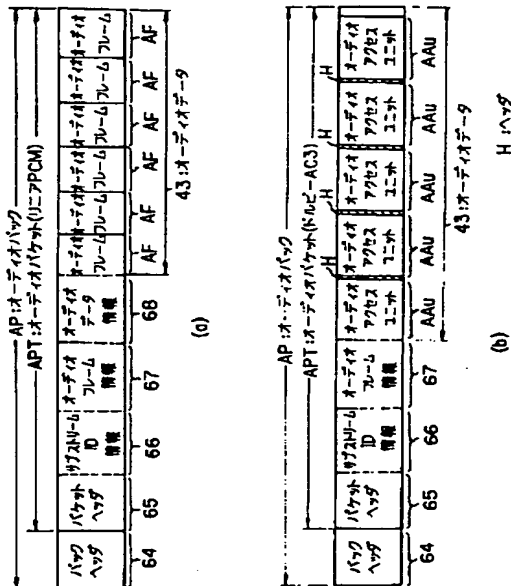 AP:オーディオパック
APT:オーディオパケット(リニアPCM)
パック
ヘッダ
パケット
ヘッダ
サブストリーム
ID
情報
オーディオ
フレーム
情報
オーディオ
データ
情報
オーディオ
フレーム
オーディオ
フレーム
オーディオ
フレーム
オーディオ
フレーム
オーディオ
フレーム
オーディオ
フレーム
64
65
66
67
68
AF
AF
AF
AF
AF
AF
43:オーディオデータ
(a)
AP:オーディオパック
APT:オーディオパケット(ドルビーAC3)
H
H
H
H
パック
ヘッダ
パケット
ヘッダ
サブストリーム
ID
情報
オーディオ
フレーム
情報
オーディオ
アクセス
ユニット
オーディオ
アクセス
ユニット
オーディオ
アクセス
ユニット
オーディオ
アクセス
ユニット
オーディオ
アクセス
ユニット
64
65
66
67
AAu
AAu
AAu
AAu
AAu
43:オーディオデータ
(b)
H:ヘッダ